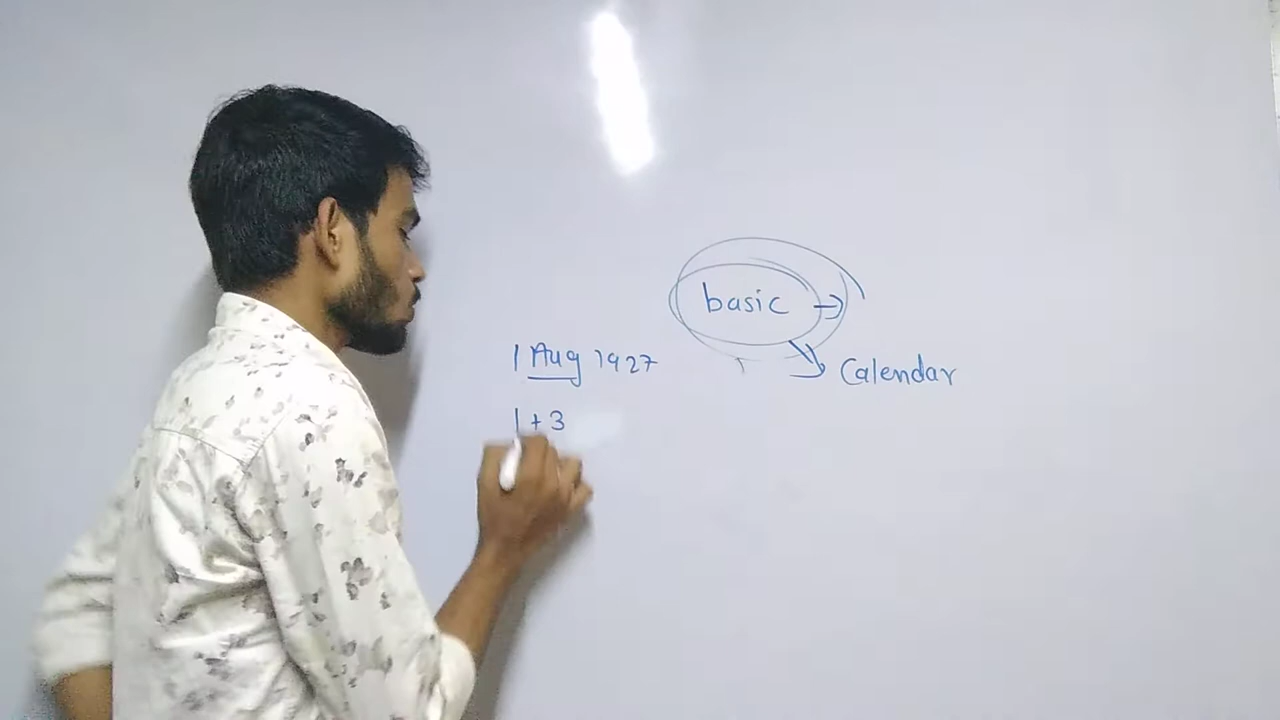 basic →
1 Aug 1927
Calendar
1 + 3